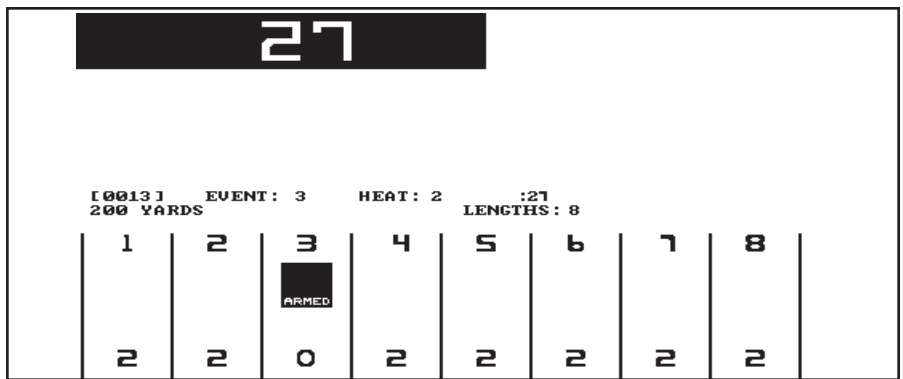 27
[0013] EVENT: 3 HEAT: 2 :27
200 YARDS LENGTHS: 8
1 2 3 4 5 6 7 8
ARMED
2 2 0 2 2 2 2 2